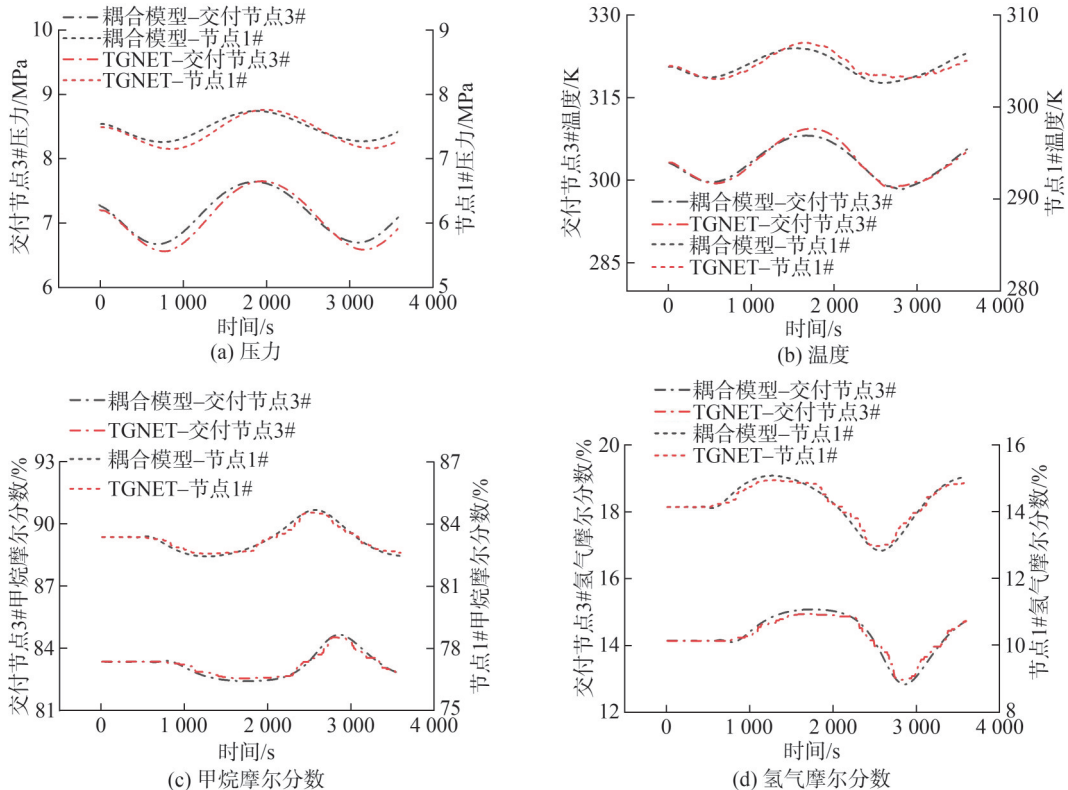 耦合模型–交付节点3#
耦合模型–节点1#
TGNET–交付节点3#
TGNET–节点1#
10
9
8
7
6
交付节点3#压力/MPa
9
8
7
6
5
节点1#压力/MPa
0 1 000 2 000 3 000 4 000
时间/s
(a) 压力
330
315
300
285
交付节点3#温度/K
310
300
290
280
节点1#温度/K
耦合模型–交付节点3#
TGNET–交付节点3#
耦合模型–节点1#
TGNET–节点1#
0 1 000 2 000 3 000 4 000
时间/s
(b) 温度
耦合模型–交付节点3#
TGNET–交付节点3#
耦合模型–节点1#
TGNET–节点1#
93
90
87
84
81
交付节点3#甲烷摩尔分数/%
87
84
81
78
75
节点1#甲烷摩尔分数/%
0 1 000 2 000 3 000 4 000
时间/s
(c) 甲烷摩尔分数
耦合模型–交付节点3#
TGNET–交付节点3#
耦合模型–节点1#
TGNET–节点1#
20
18
16
14
12
交付节点3#氢气摩尔分数/%
16
15
14
12
10
8
节点1#氢气摩尔分数/%
0 1 000 2 000 3 000 4 000
时间/s
(d) 氢气摩尔分数